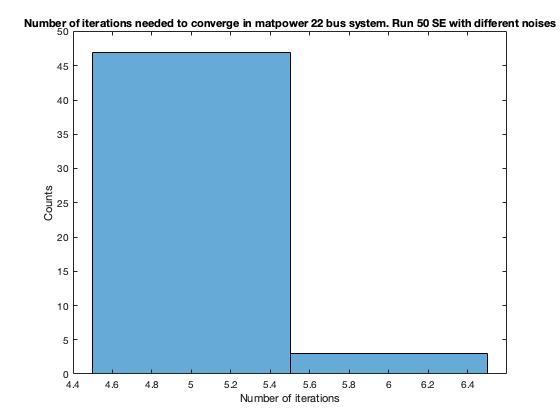 Number of iterations needed to converge in matpower 22 bus system. Run 50 SE with different noises
50
45
40
35
30
25
20
15
10
5
0
Counts
4.4 4.6 4.8 5 5.2 5.4 5.6 5.8 6 6.2 6.4
Number of iterations